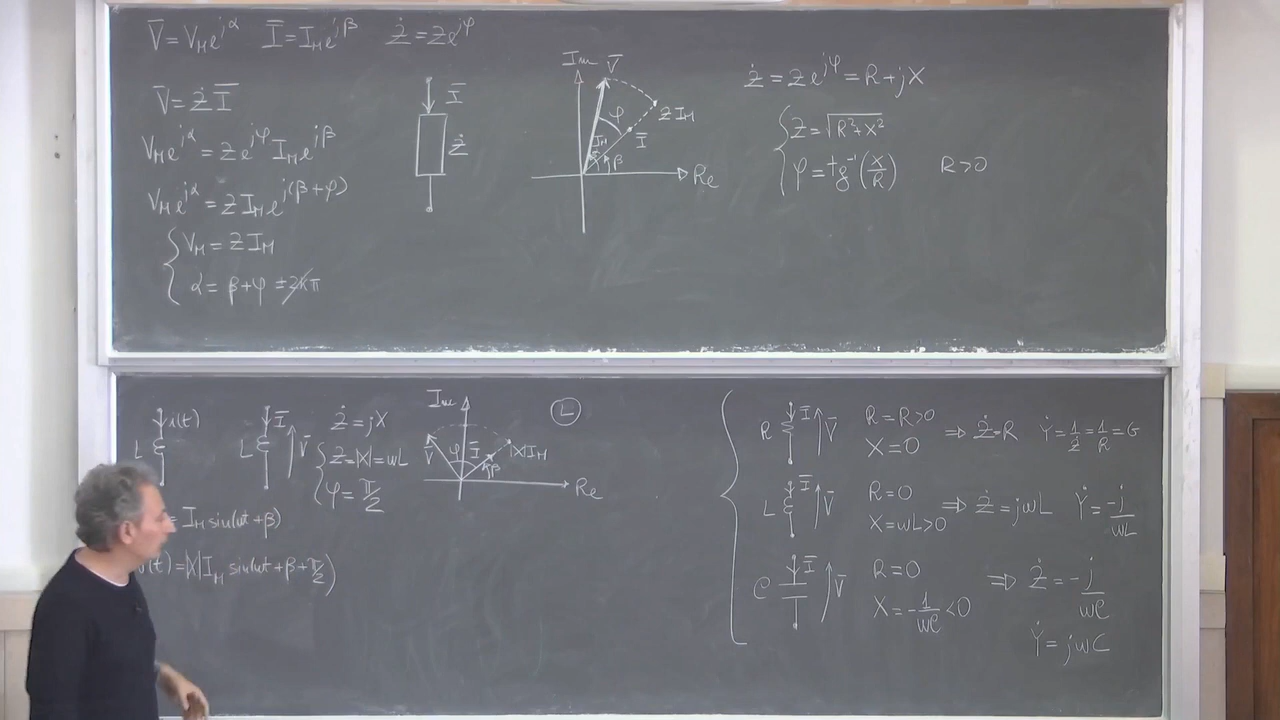 V̅ = V_M e^{jα}   I̅ = I_M e^{jβ}   Ż = Z e^{jφ}
V̅ = Ż I̅
V_M e^{jα} = Z e^{jφ} I_M e^{jβ}
V_M e^{jα} = Z I_M e^{j(β+φ)}
V_M = Z I_M
α = β + φ ± 2kπ
I̅
Ż
Im V̅
φ
Z I_M
I_M I̅
β
Re
Ż = Z e^{jφ} = R + jX
Z = √(R² + X²)
φ = tg⁻¹(X/R)   R > 0
i(t)
L
I̅
L V̅
Ż = jX
Z = |X| = ωL
φ = π/2
= I_M sin(ωt + β)
(t) = |X| I_M sin(ωt + β + π/2)
Im
V̅ φ I̅ |X| I_M
β
Re
L
R I̅ V̅
R = R > 0
X = 0
⇒ Ż = R   Ẏ = 1/Ż = 1/R = G
L I̅ V̅
R = 0
X = ωL > 0
⇒ Ż = jωL   Ẏ = -j/ωL
C I̅ V̅
R = 0
X = -1/ωC < 0
⇒ Ż = -j/ωC
Ẏ = jωC